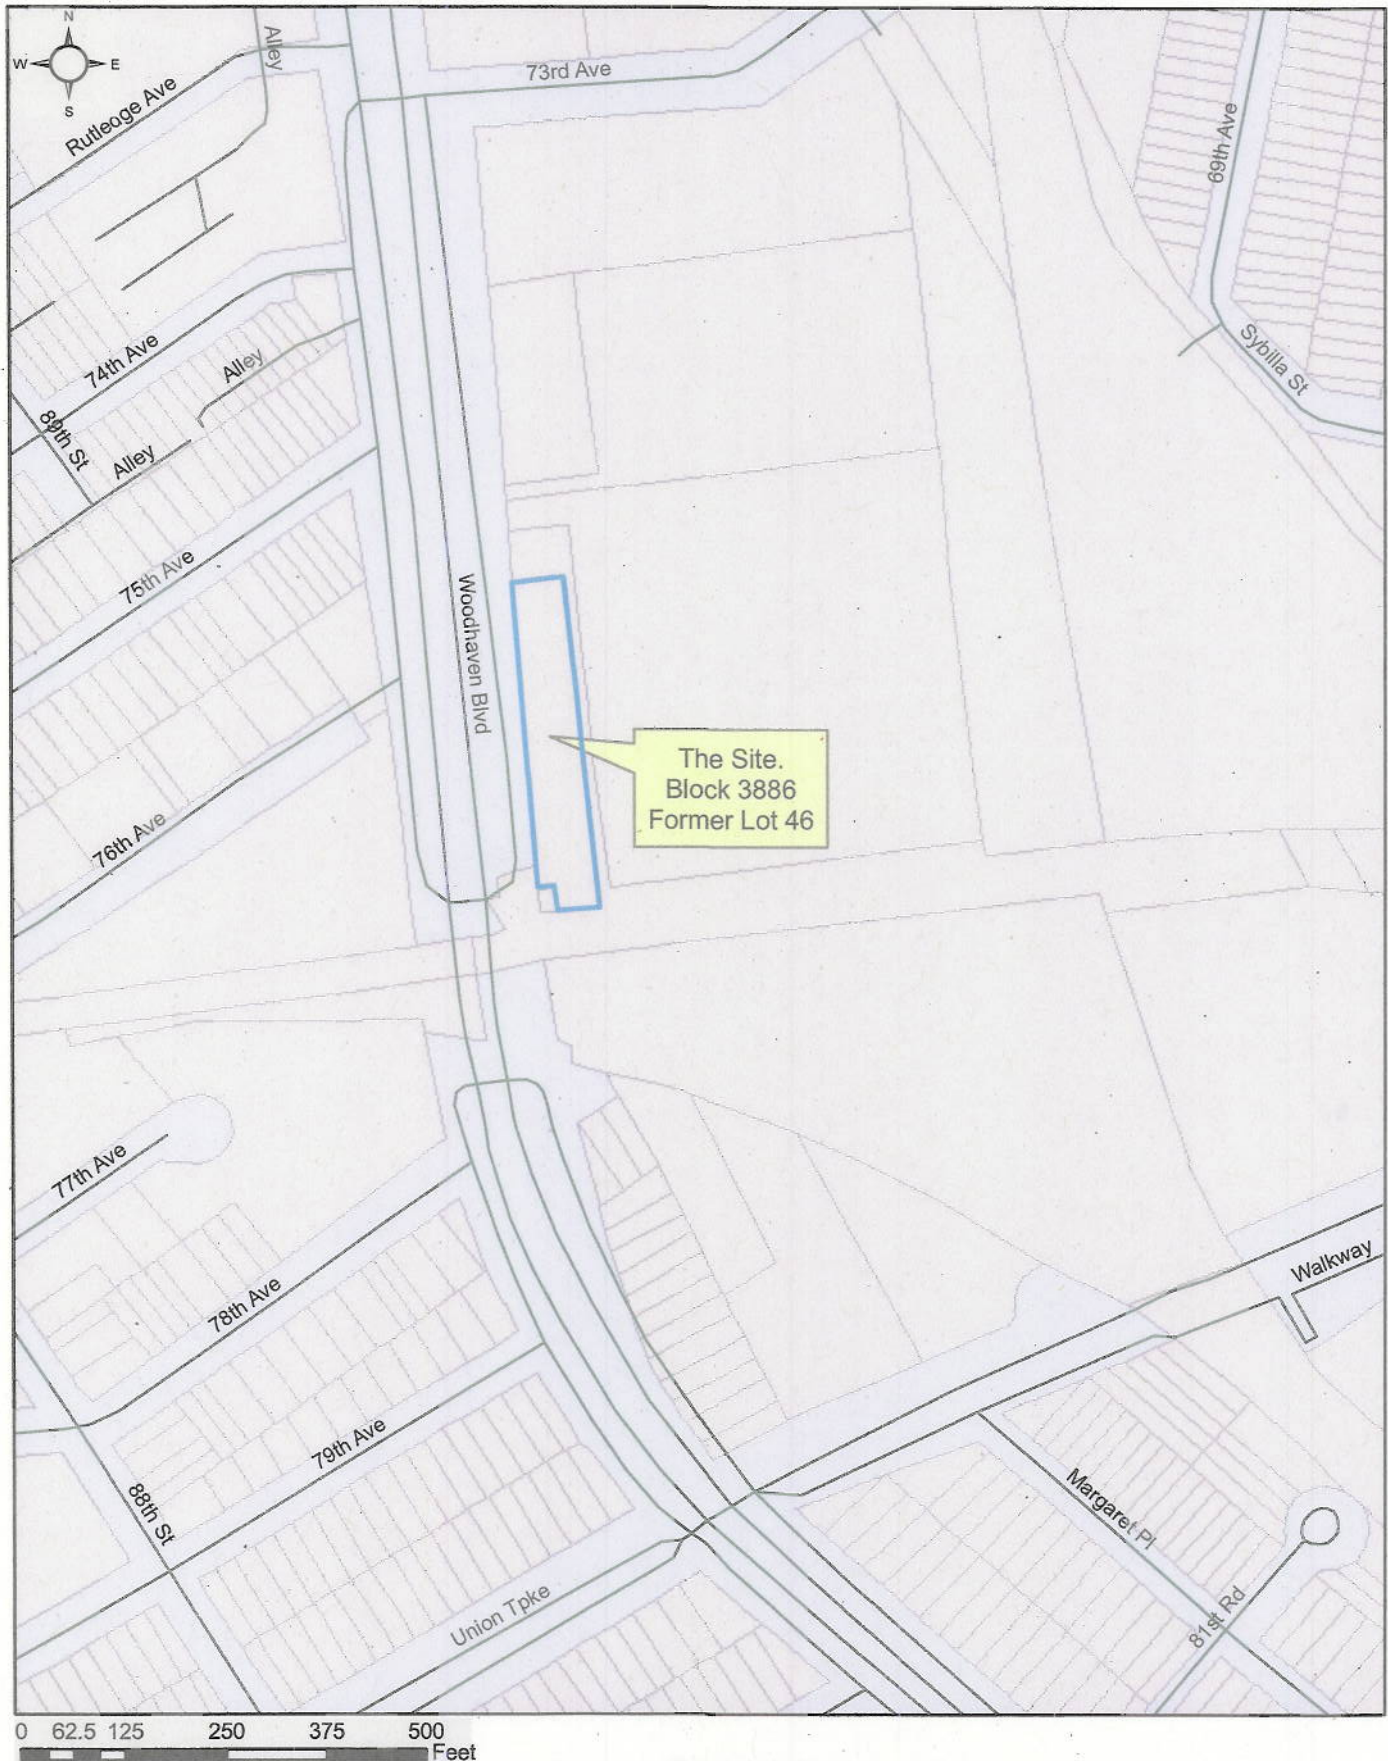 N
W E
S
Alley
Rutleoge Ave
73rd Ave
69th Ave
Sybilla St
74th Ave
Alley
89th St
Alley
75th Ave
Woodhaven Blvd
The Site.
Block 3886
Former Lot 46
76th Ave
77th Ave
Walkway
78th Ave
79th Ave
88th St
Margaret Pl
81st Rd
Union Tpke
0 62.5 125 250 375 500
Feet